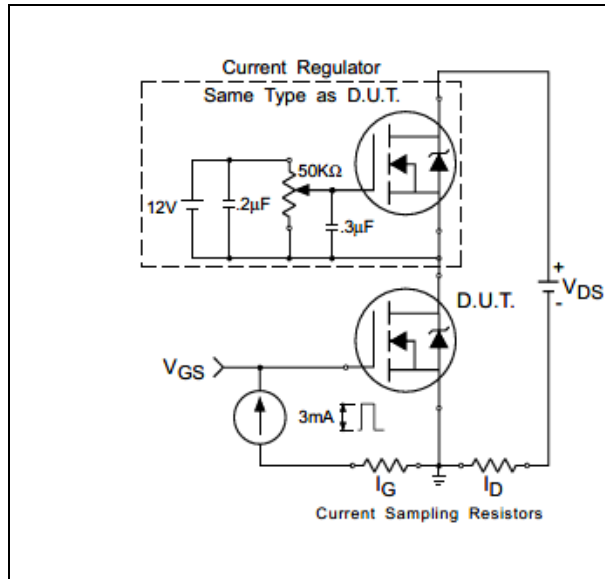 Current Regulator
Same Type as D.U.T.
50KΩ
12V
.2μF
.3μF
D.U.T.
+
VDS
-
VGS
3mA
IG
ID
Current Sampling Resistors